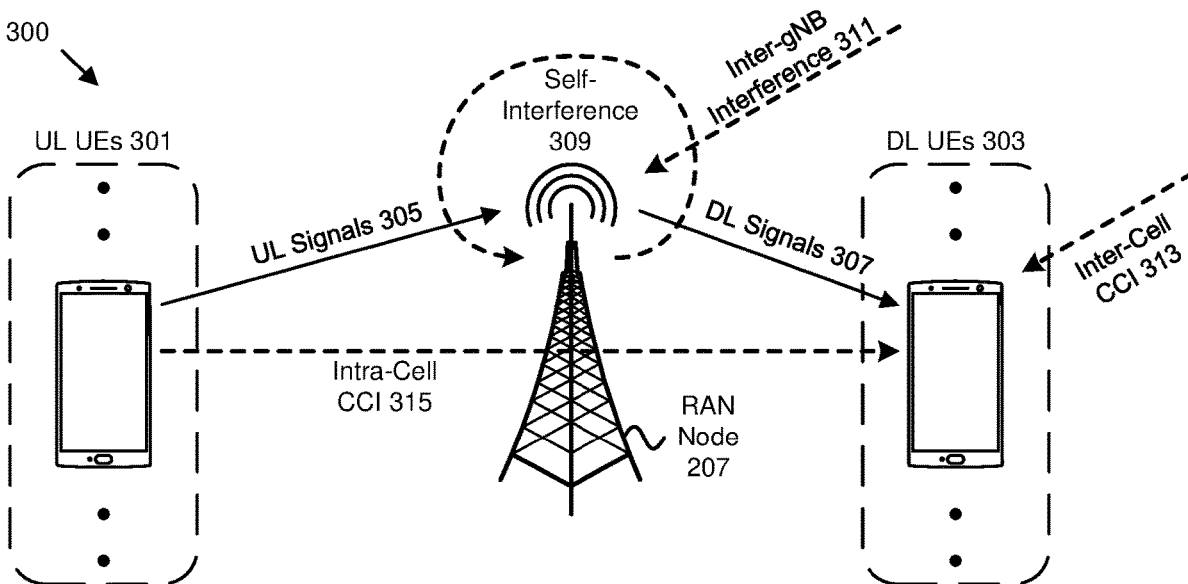 300
UL UEs 301
UL Signals 305
Self-
Interference
309
Inter-gNB
Interference 311
DL UEs 303
DL Signals 307
Inter-Cell
CCI 313
Intra-Cell
CCI 315
RAN
Node
207